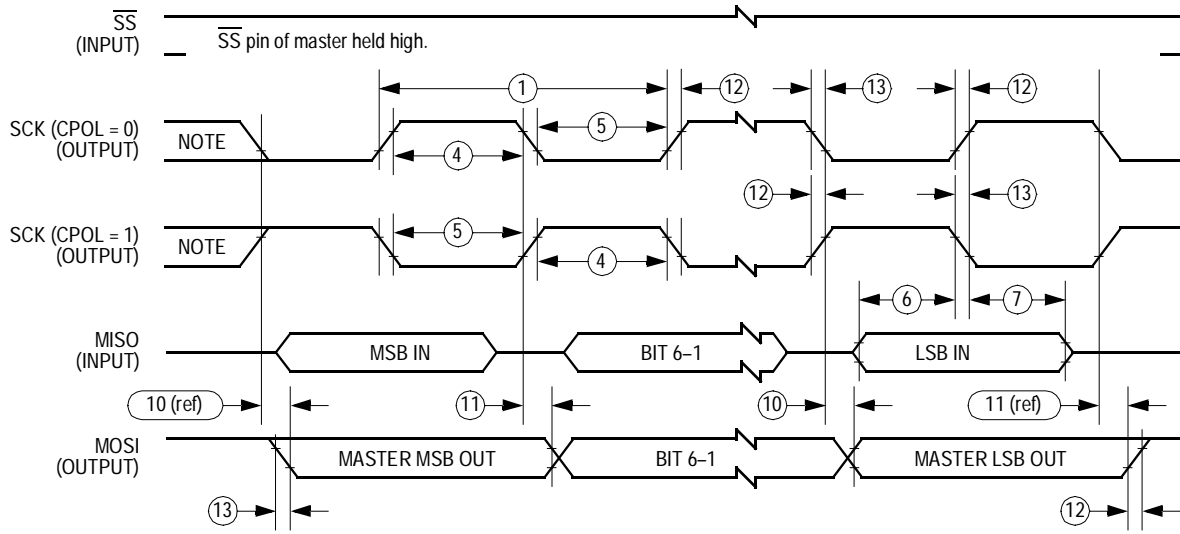 SS
(INPUT)
SS pin of master held high.
1
12
13
12
SCK (CPOL = 0)
(OUTPUT)
NOTE
5
4
12
13
SCK (CPOL = 1)
(OUTPUT)
NOTE
5
4
6
7
MISO
(INPUT)
MSB IN
BIT 6–1
LSB IN
10 (ref)
11
10
11 (ref)
MOSI
(OUTPUT)
MASTER MSB OUT
BIT 6–1
MASTER LSB OUT
13
12